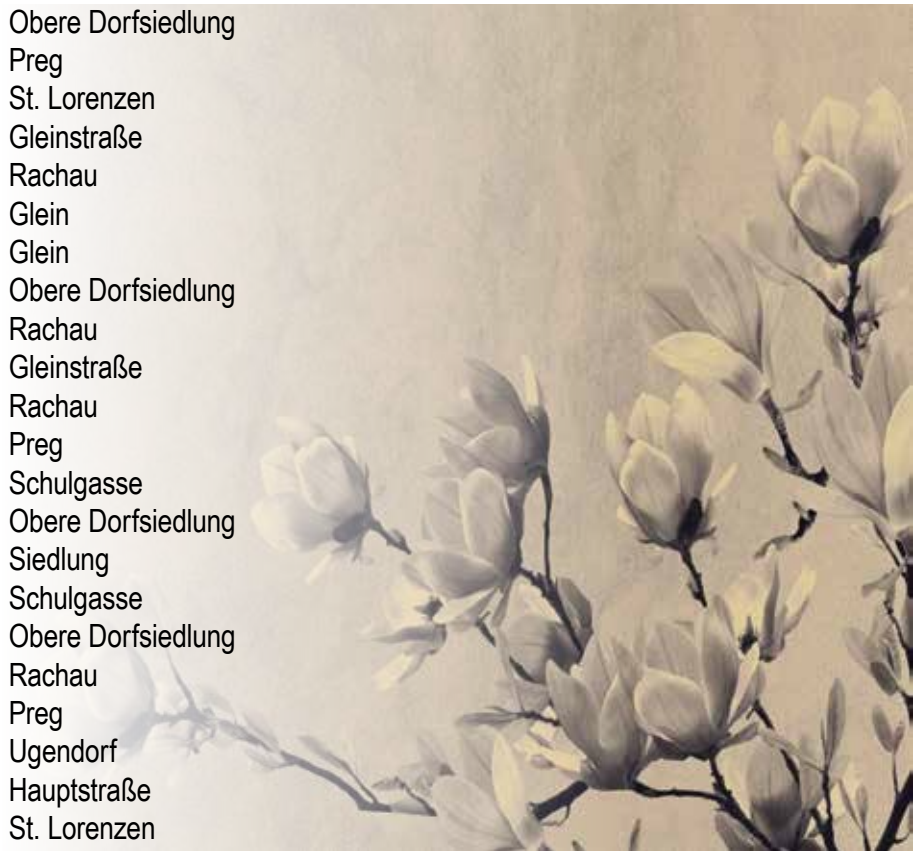 Obere Dorfsiedlung
Preg
St. Lorenzen
Gleinstraße
Rachau
Glein
Glein
Obere Dorfsiedlung
Rachau
Gleinstraße
Rachau
Preg
Schulgasse
Obere Dorfsiedlung
Siedlung
Schulgasse
Obere Dorfsiedlung
Rachau
Preg
Ugendorf
Hauptstraße
St. Lorenzen